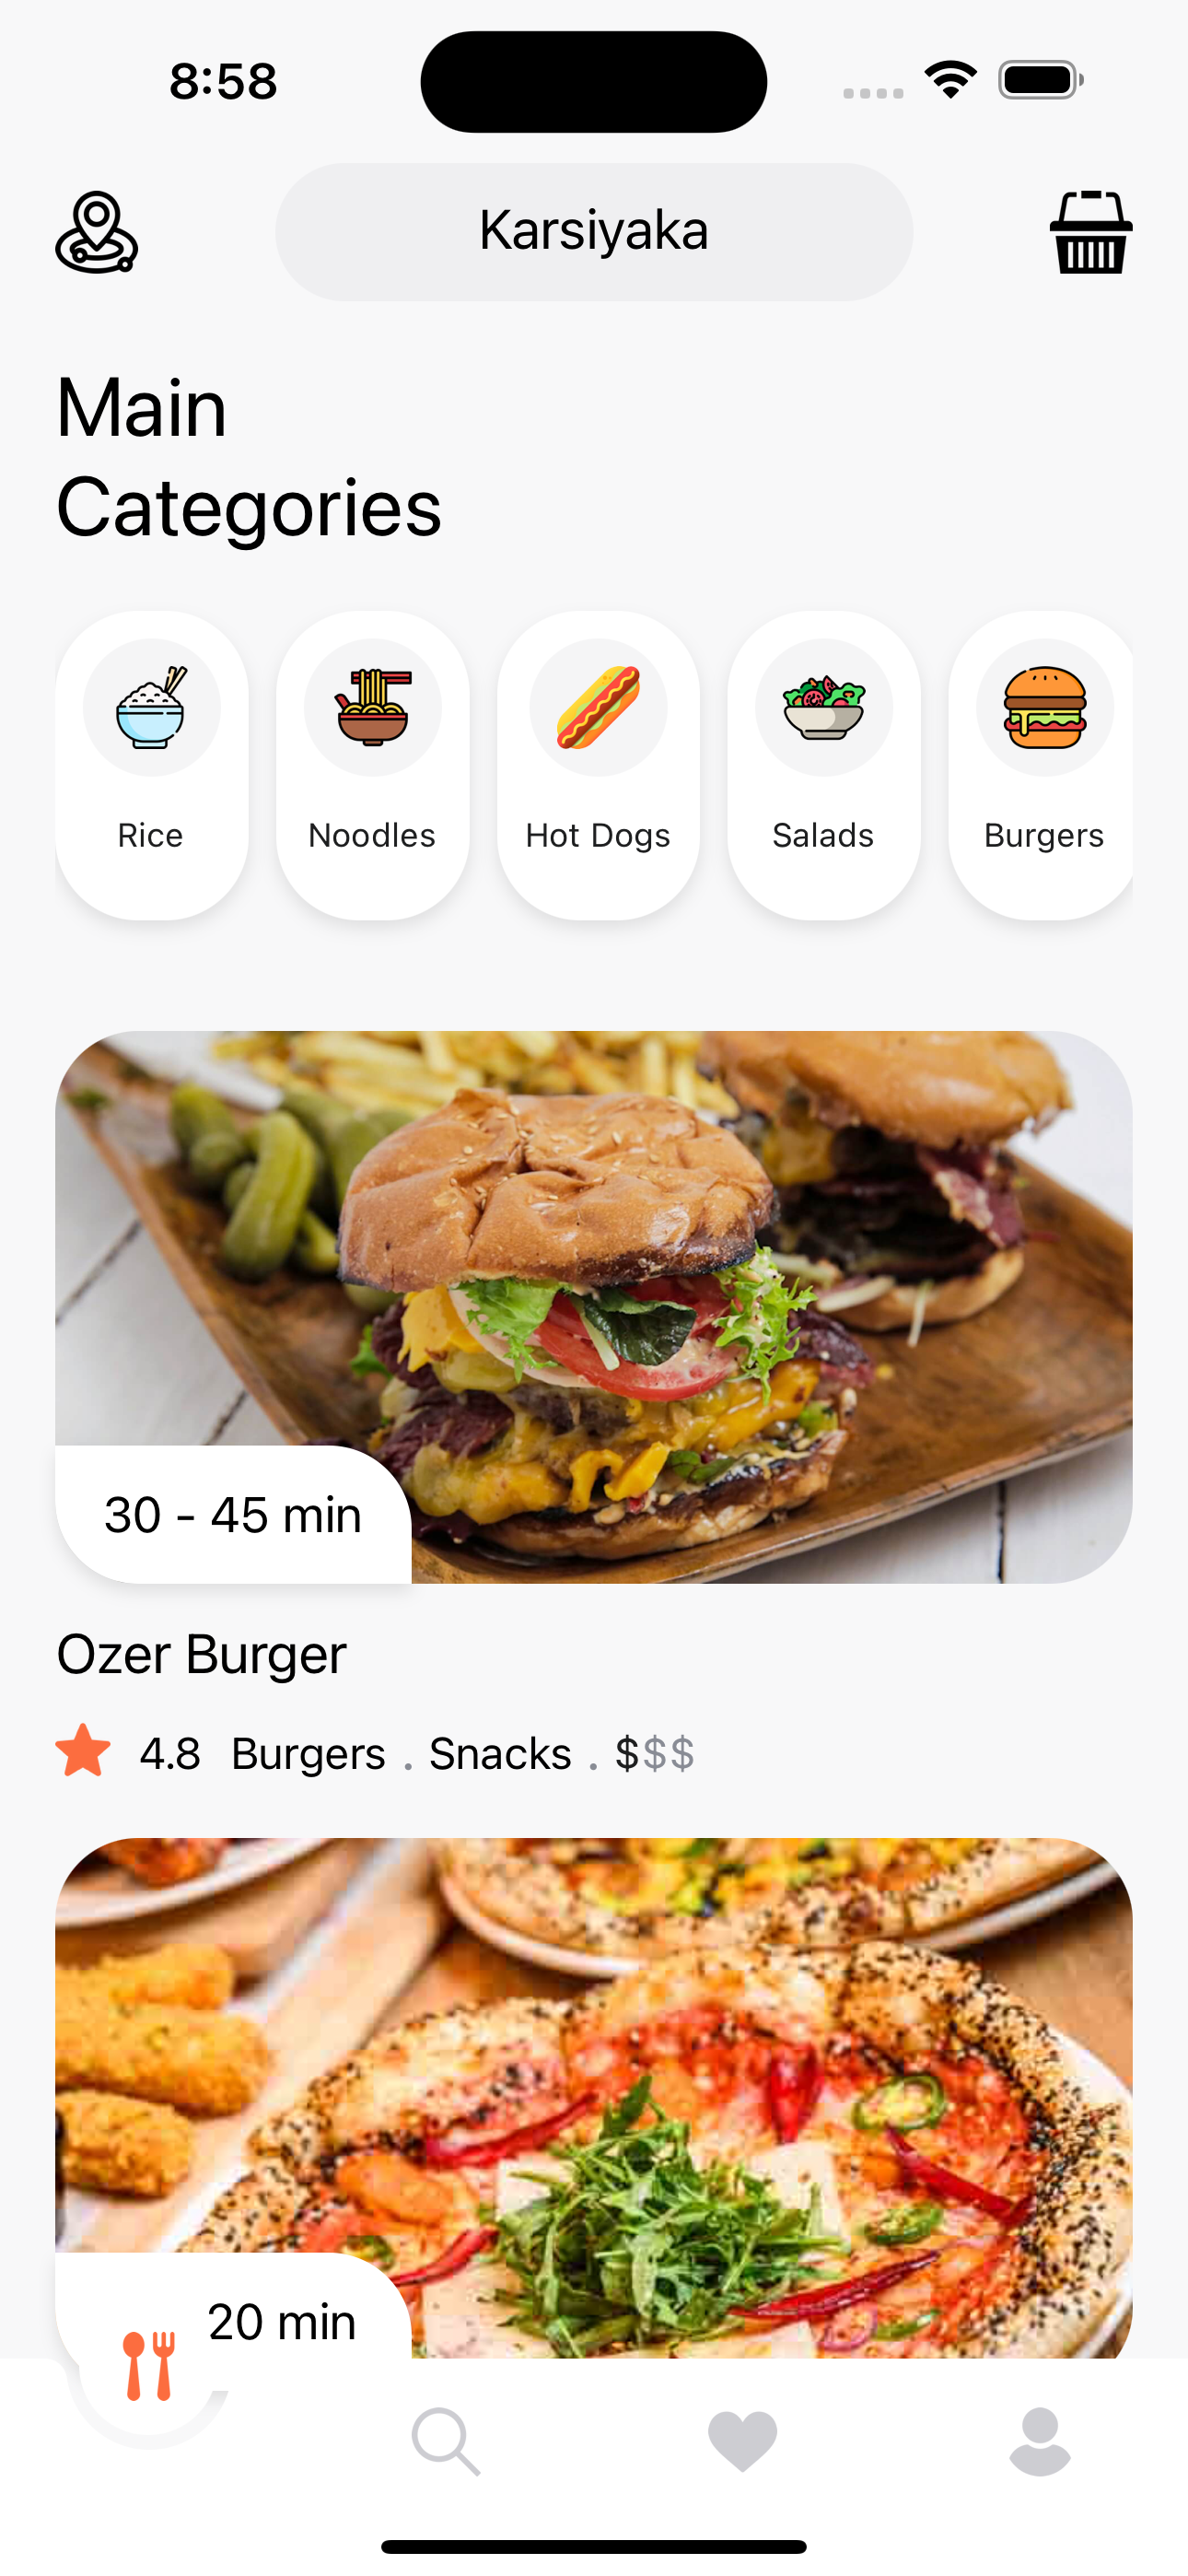 8:58
Karsiyaka
Main
Categories
Rice
Noodles
Hot Dogs
Salads
Burgers
30 - 45 min
Ozer Burger
4.8 Burgers . Snacks . $$$
20 min